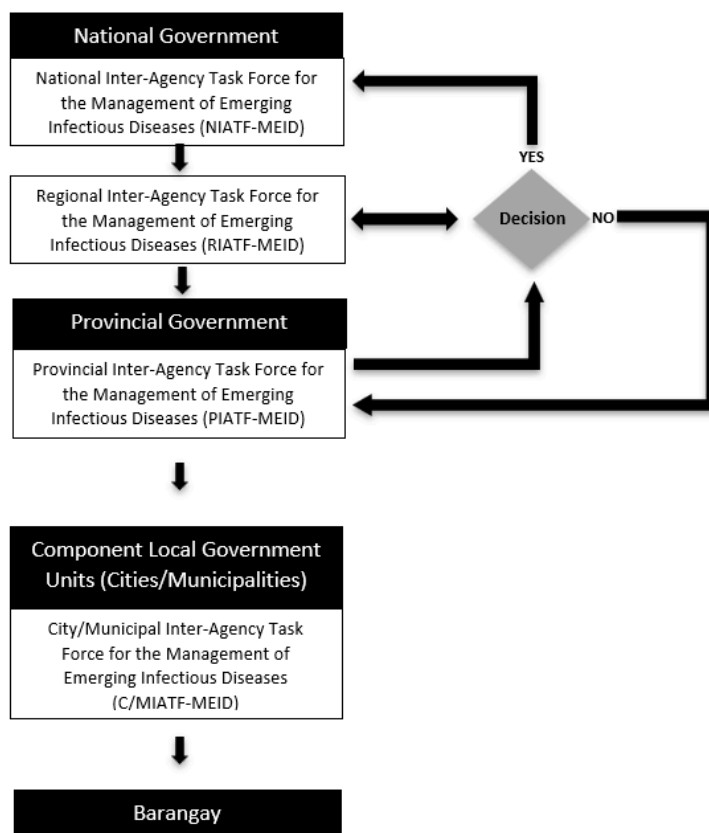 National Government
National Inter-Agency Task Force for
the Management of Emerging
Infectious Diseases (NIATF-MEID)
YES
Regional Inter-Agency Task Force for
the Management of Emerging
Infectious Diseases (RIATF-MEID)
Decision
NO
Provincial Government
Provincial Inter-Agency Task Force for
the Management of Emerging
Infectious Diseases (PIATF-MEID)
Component Local Government
Units (Cities/Municipalities)
City/Municipal Inter-Agency Task
Force for the Management of
Emerging Infectious Diseases
(C/MIATF-MEID)
Barangay